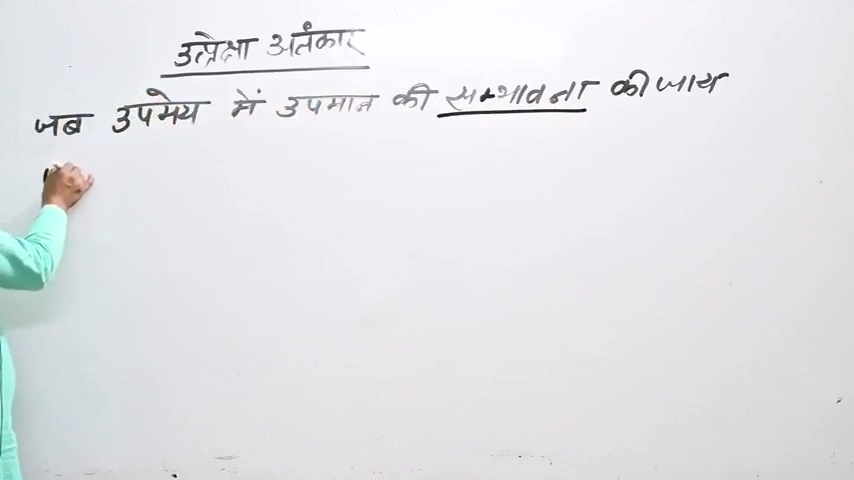 उत्प्रेक्षा अलंकार
जब उपमेय में उपमान की सम्भावना की जाय